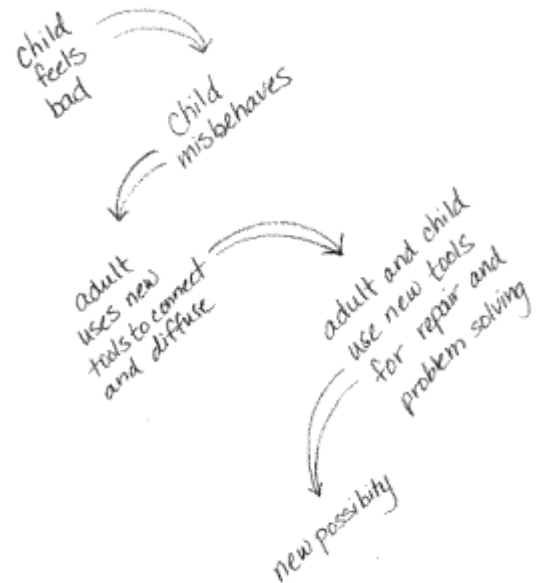 child
feels
bad
child
misbehaves
adult
uses new
tools to connect
and diffuse
adult and child
use new tools
for repair and
problem solving
new possibity